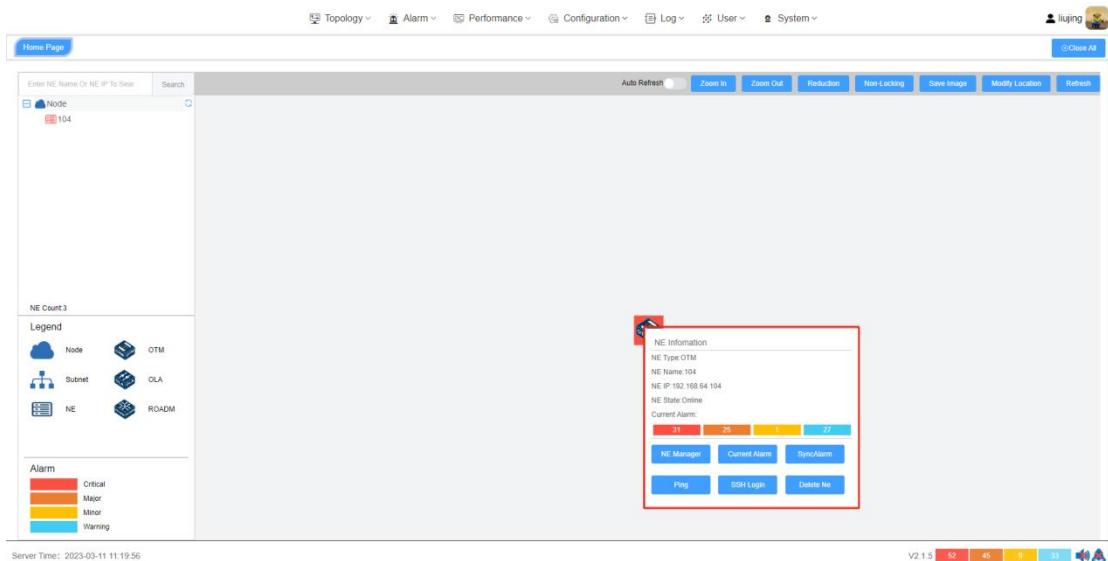 Topology Alarm Performance Configuration Log User System liujing
Home Page Close All
Enter NE Name Or NE IP To Sear Search Auto Refresh Zoom In Zoom Out Reduction Non-Locking Save Image Modify Location Refresh
Node
104
NE Count:3
Legend
Node OTM
Subnet OLA
NE ROADM
Alarm
Critical
Major
Minor
Warning
NE Infomation
NE Type:OTM
NE Name:104
NE IP:192.168.64.104
NE State:Online
Current Alarm:
31 25 1 27
NE Manager Current Alarm SyncAlarm
Ping SSH Login Delete Ne
Server Time: 2023-03-11 11:19:56 V2.1.5 52 45 33